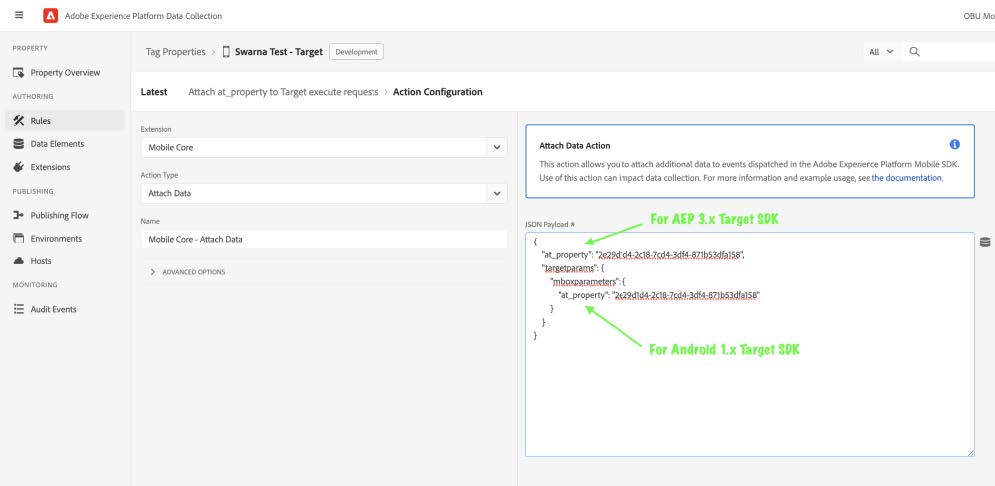 Adobe Experience Platform Data Collection
OBU Mo
PROPERTY
Property Overview
AUTHORING
Rules
Data Elements
Extensions
PUBLISHING
Publishing Flow
Environments
Hosts
MONITORING
Audit Events
Tag Properties > Swarna Test - Target Development
All
Latest Attach at_property to Target execute requests > Action Configuration
Extension
Mobile Core
Action Type
Attach Data
Name
Mobile Core - Attach Data
> ADVANCED OPTIONS
Attach Data Action
This action allows you to attach additional data to events dispatched in the Adobe Experience Platform Mobile SDK.
Use of this action can impact data collection. For more information and example usage, see the documentation.
For AEP 3.x Target SDK
JSON Payload *
{
"at_property": "2e29d1d4-2c18-7cd4-3df4-871b53dfa158",
"targetparams": {
"mboxparameters":{
"at_property": "2e29d1d4-2c18-7cd4-3df4-871b53dfa158"
}
}
}
For Android 1.x Target SDK